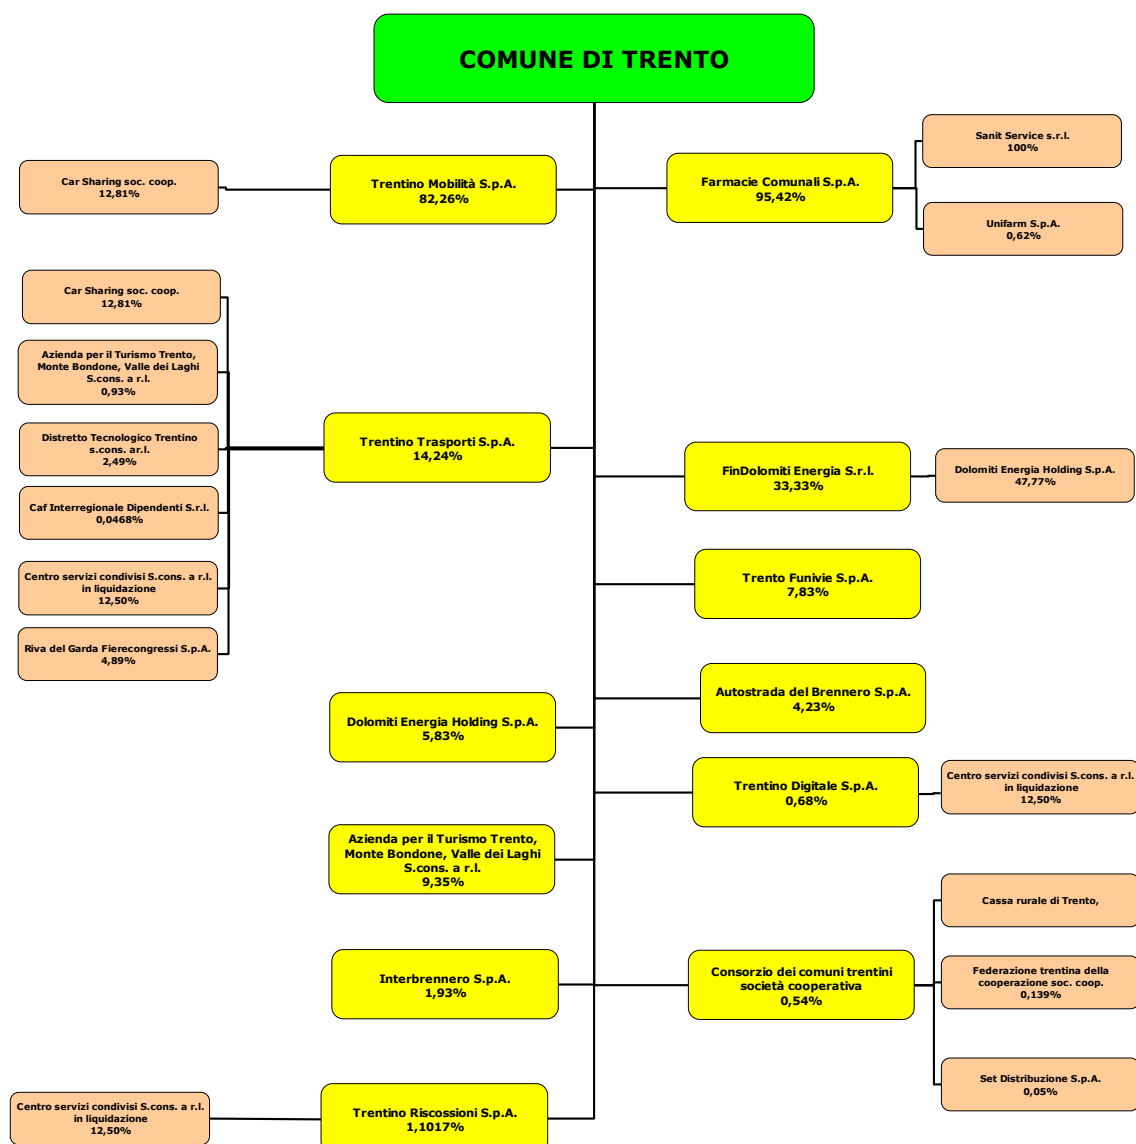 COMUNE DI TRENTO
Sanit Service s.r.l.
100%
Car Sharing soc. coop.
12,81%
Trentino Mobilità S.p.A.
82,26%
Farmacie Comunali S.p.A.
95,42%
Unifarm S.p.A.
0,62%
Car Sharing soc. coop.
12,81%
Azienda per il Turismo Trento,
Monte Bondone, Valle dei Laghi
S.cons. a r.l.
0,93%
Distretto Tecnologico Trentino
s.cons. ar.l.
2,49%
Trentino Trasporti S.p.A.
14,24%
Caf Interregionale Dipendenti S.r.l.
0,0468%
Centro servizi condivisi S.cons. a r.l.
in liquidazione
12,50%
Riva del Garda Fierecongressi S.p.A.
4,89%
FinDolomiti Energia S.r.l.
33,33%
Dolomiti Energia Holding S.p.A.
47,77%
Trento Funivie S.p.A.
7,83%
Autostrada del Brennero S.p.A.
4,23%
Dolomiti Energia Holding S.p.A.
5,83%
Trentino Digitale S.p.A.
0,68%
Centro servizi condivisi S.cons. a r.l.
in liquidazione
12,50%
Azienda per il Turismo Trento,
Monte Bondone, Valle dei Laghi
S.cons. a r.l.
9,35%
Cassa rurale di Trento,
Interbrennero S.p.A.
1,93%
Consorzio dei comuni trentini
società cooperativa
0,54%
Federazione trentina della
cooperazione soc. coop.
0,139%
Set Distribuzione S.p.A.
0,05%
Centro servizi condivisi S.cons. a r.l.
in liquidazione
12,50%
Trentino Riscossioni S.p.A.
1,1017%